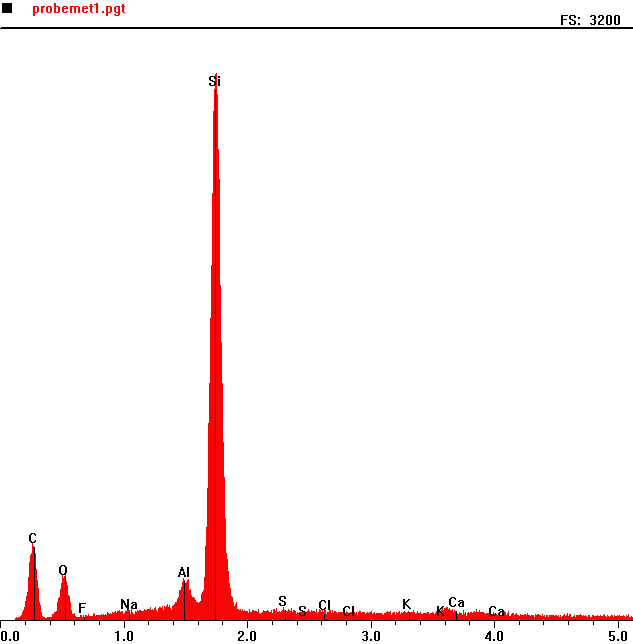 probemet1.pgt
FS: 3200
Si
C
O
Al
F
Na
S
S
Cl
Cl
K
K
Ca
Ca
0.0 1.0 2.0 3.0 4.0 5.0